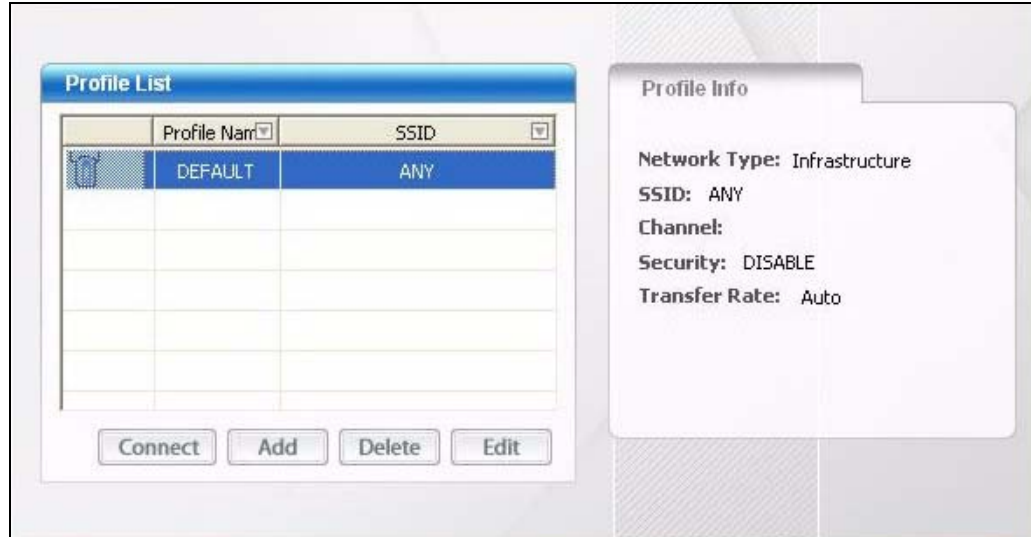 Profile List
Profile Nam
SSID
DEFAULT
ANY
Connect
Add
Delete
Edit
Profile Info
Network Type: Infrastructure
SSID: ANY
Channel:
Security: DISABLE
Transfer Rate: Auto